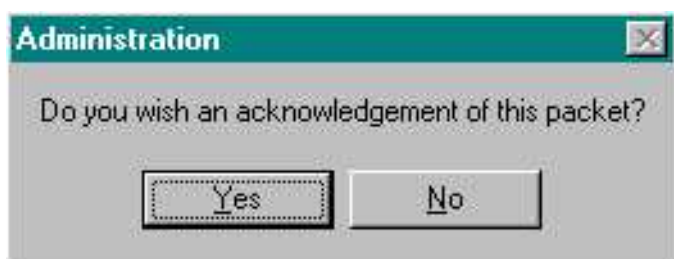 Administration
Do you wish an acknowledgement of this packet?
Yes No